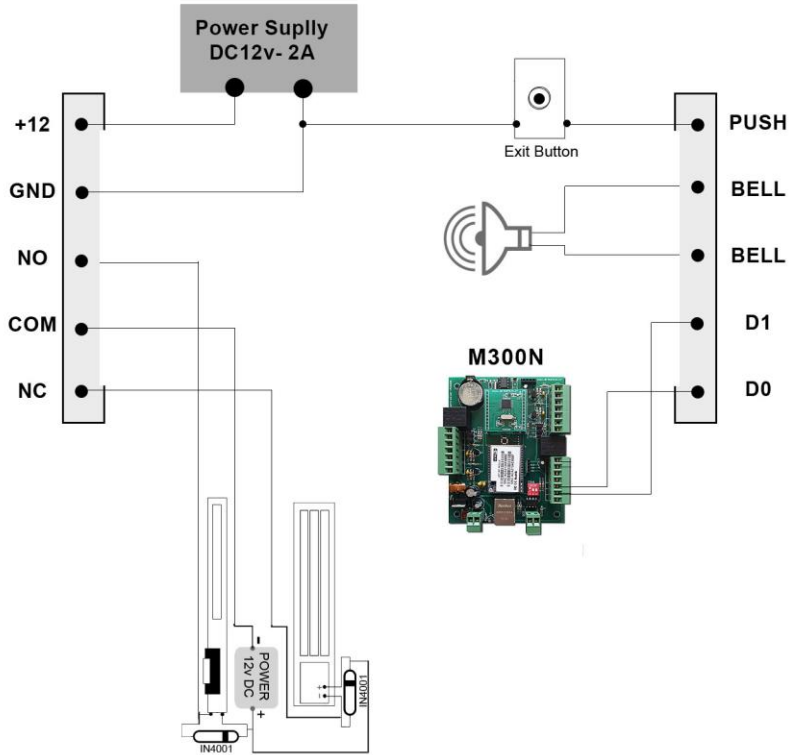 Power Suplly
DC12v- 2A
+12
GND
NO
COM
NC
Exit Button
PUSH
BELL
BELL
D1
D0
M300N
-
POWER
12v DC
+
+
-
IN4001
IN4001